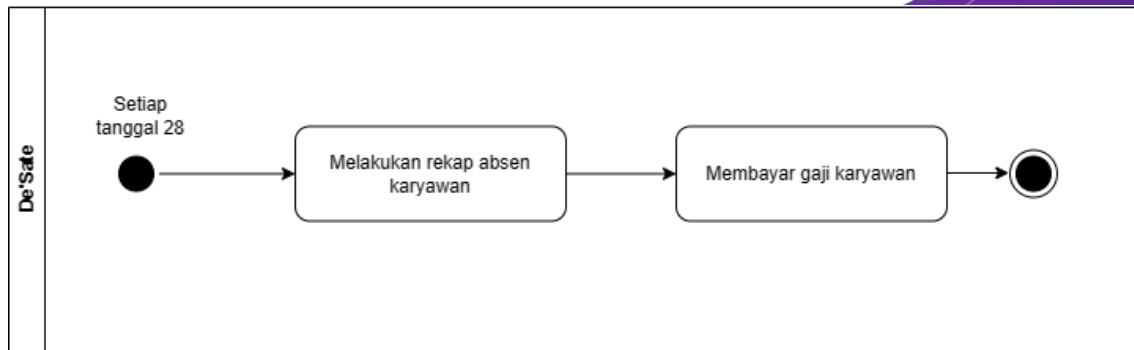 De'Sate
Setiap
tanggal 28
Melakukan rekap absen
karyawan
Membayar gaji karyawan